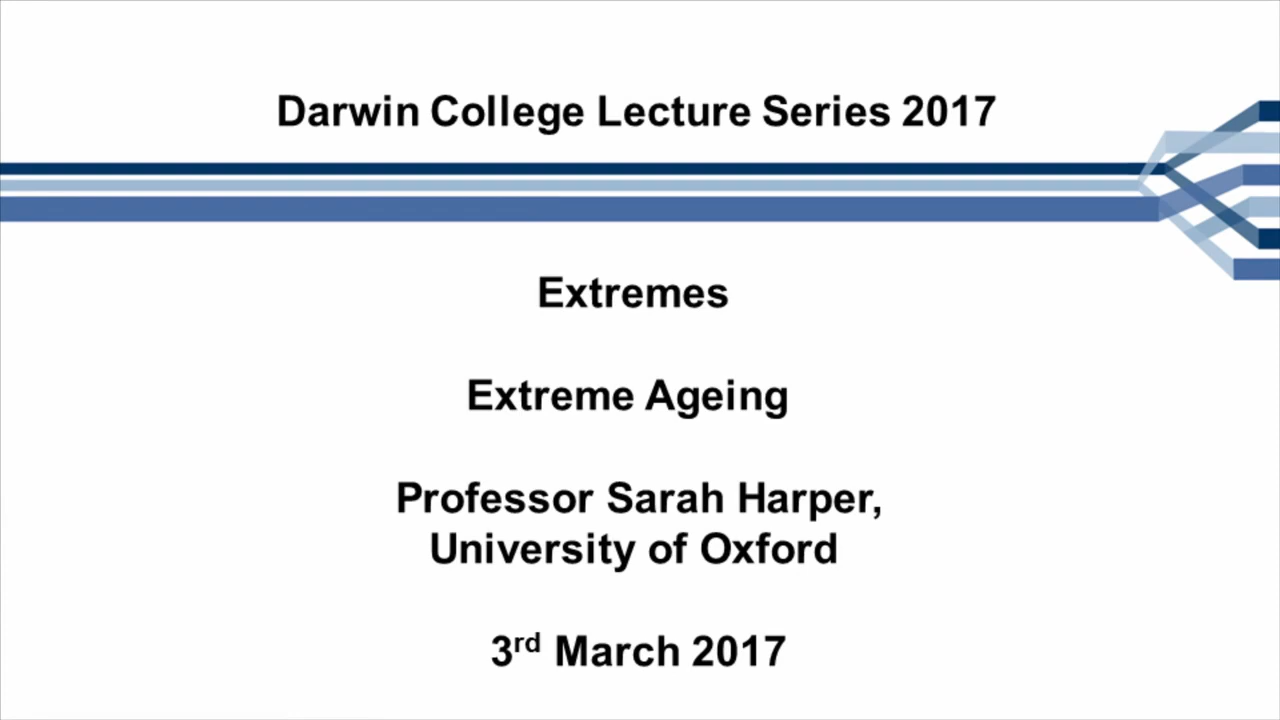 Darwin College Lecture Series 2017
Extremes
Extreme Ageing
Professor Sarah Harper,
University of Oxford
3rd March 2017